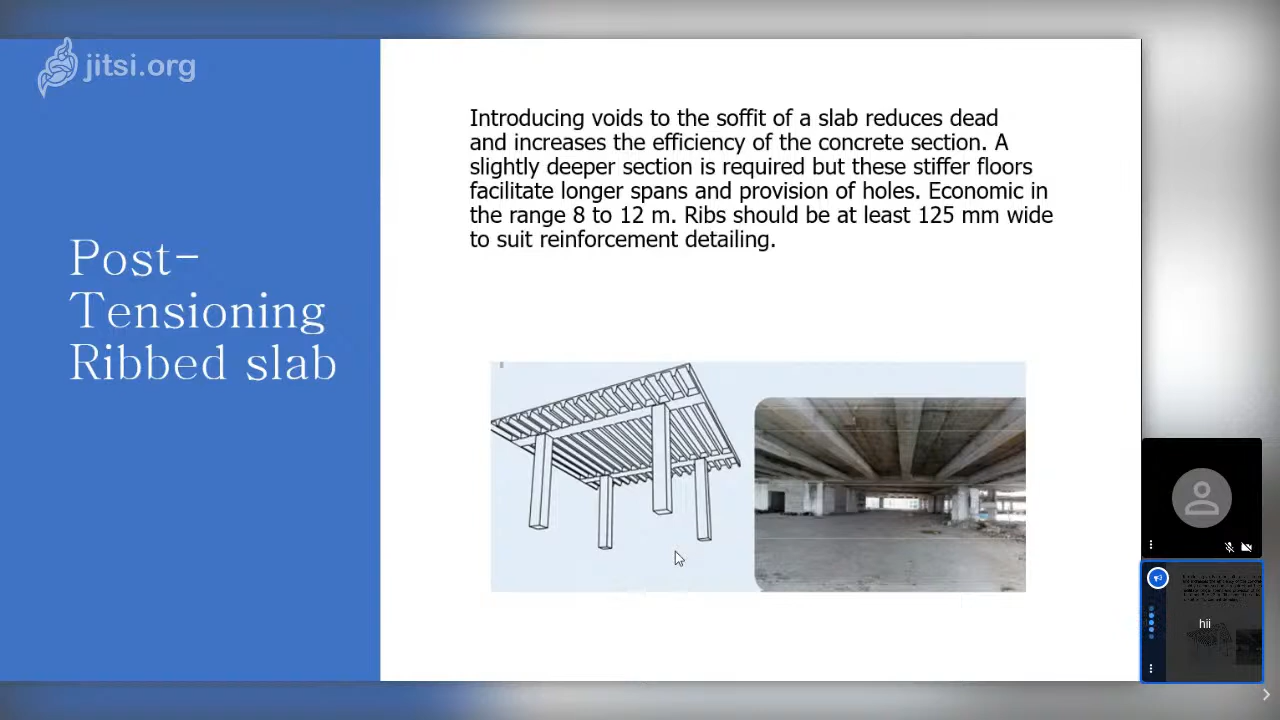 jitsi.org
Post-
Tensioning
Ribbed slab
Introducing voids to the soffit of a slab reduces dead
and increases the efficiency of the concrete section. A
slightly deeper section is required but these stiffer floors
facilitate longer spans and provision of holes. Economic in
the range 8 to 12 m. Ribs should be at least 125 mm wide
to suit reinforcement detailing.
hii